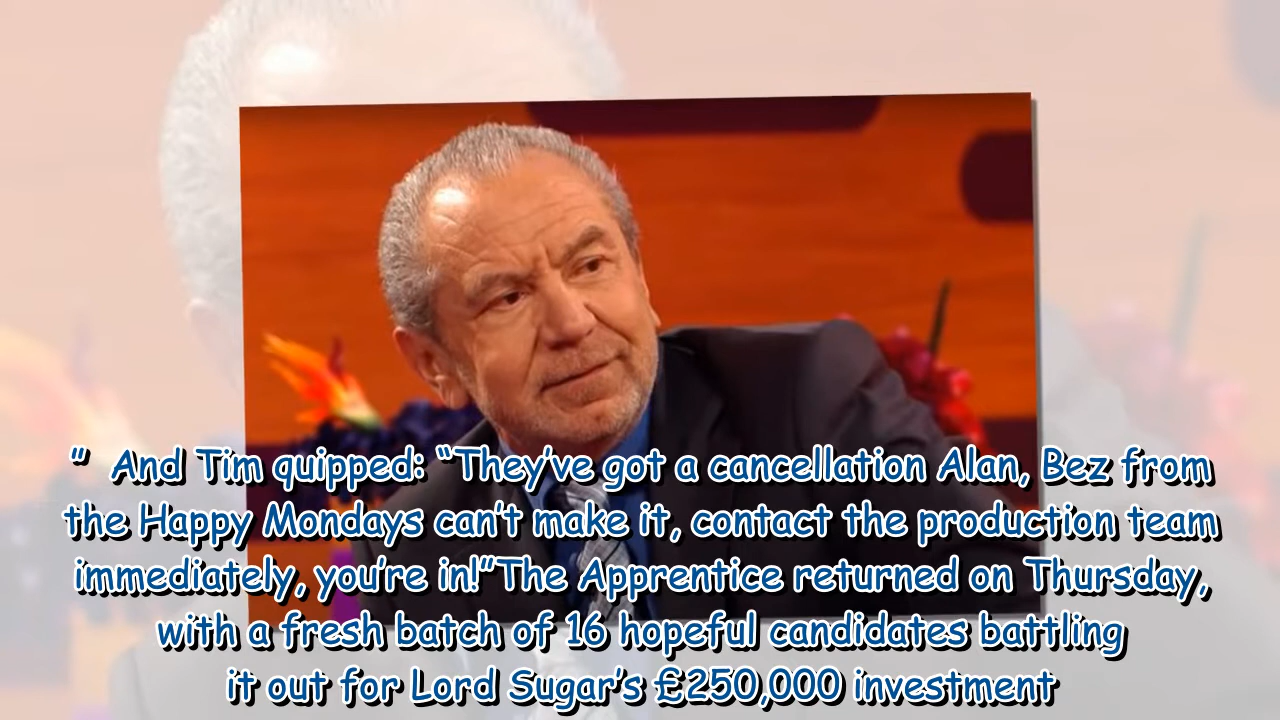 ” And Tim quipped: “They’ve got a cancellation Alan, Bez from
the Happy Mondays can’t make it, contact the production team
immediately, you’re in!”The Apprentice returned on Thursday,
with a fresh batch of 16 hopeful candidates battling
it out for Lord Sugar’s £250,000 investment